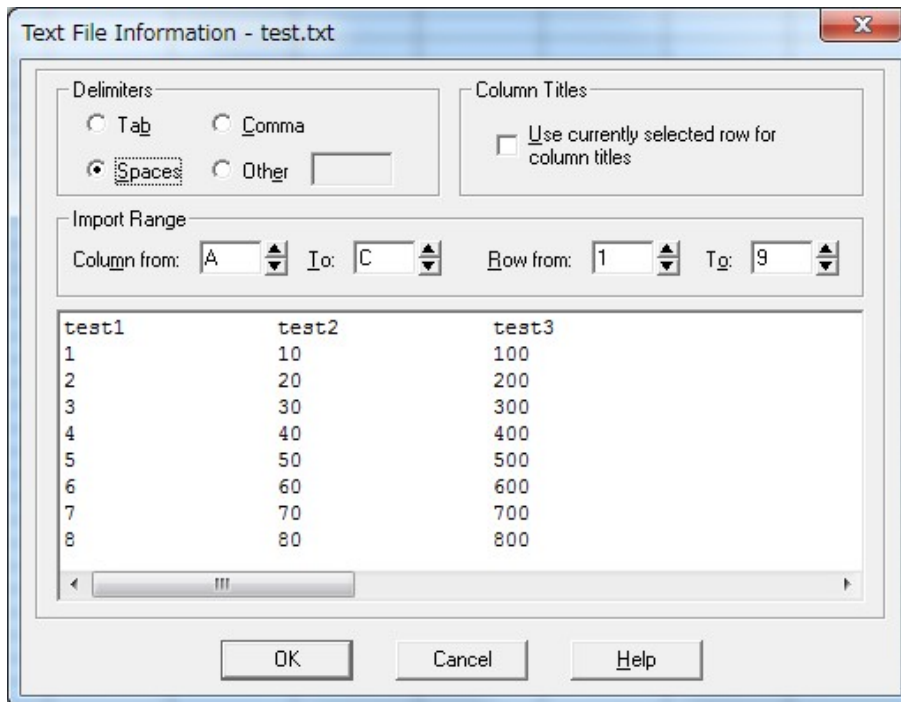 Text File Information - test.txt
Delimiters
Tab Comma
Spaces Other
Column Titles
Use currently selected row for
column titles
Import Range
Column from: A To: C Row from: 1 To: 9
test1 test2 test3
1 10 100
2 20 200
3 30 300
4 40 400
5 50 500
6 60 600
7 70 700
8 80 800
OK Cancel Help